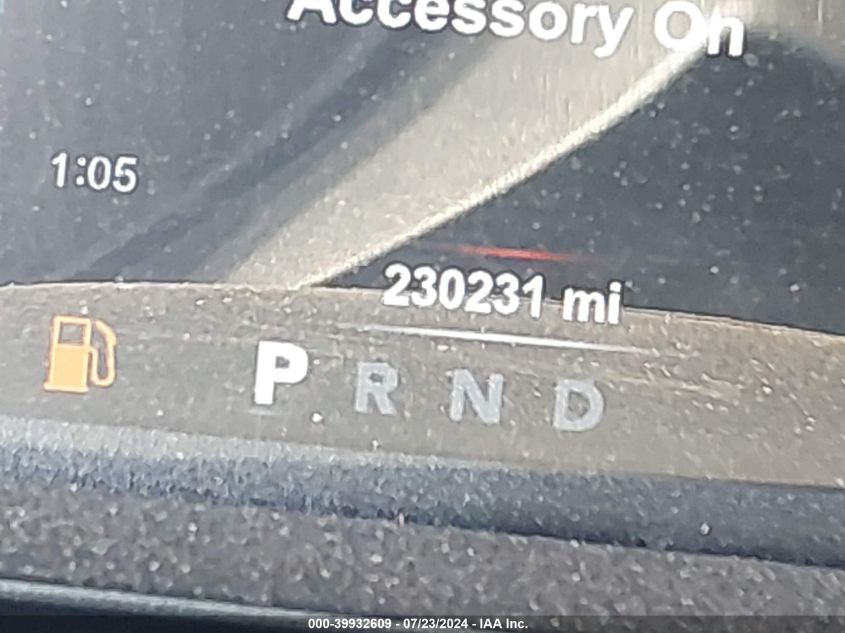 Accessory On
1:05
230231 mi
P R N D
000-39932609 - 07/23/2024 - IAA Inc.